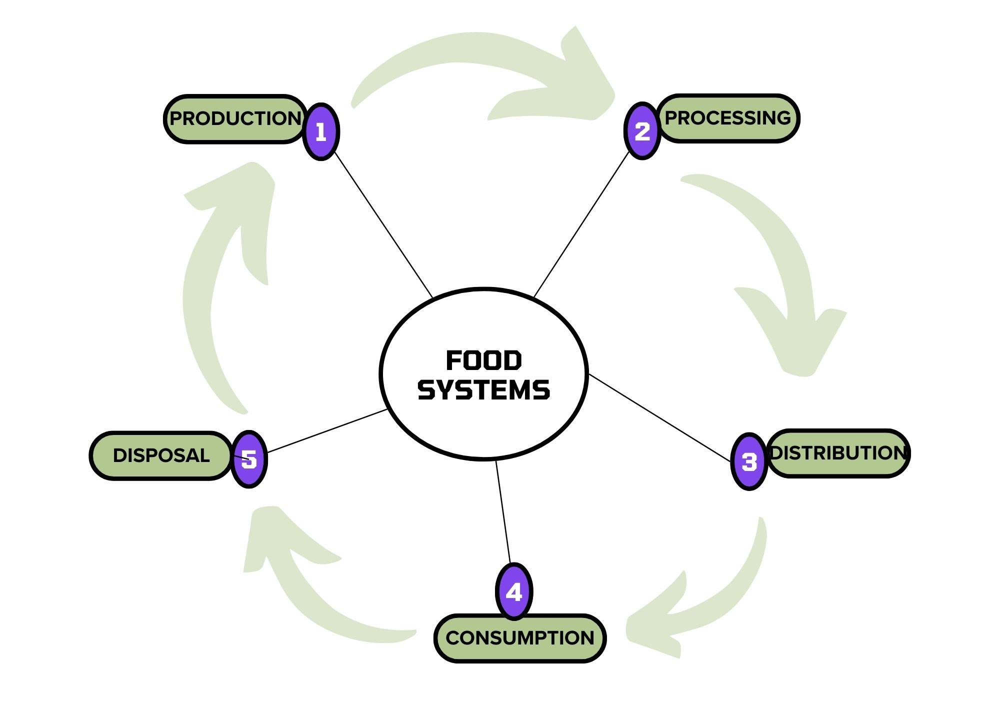 PRODUCTION
1
2
PROCESSING
FOOD
SYSTEMS
3
DISTRIBUTION
4
CONSUMPTION
DISPOSAL
5